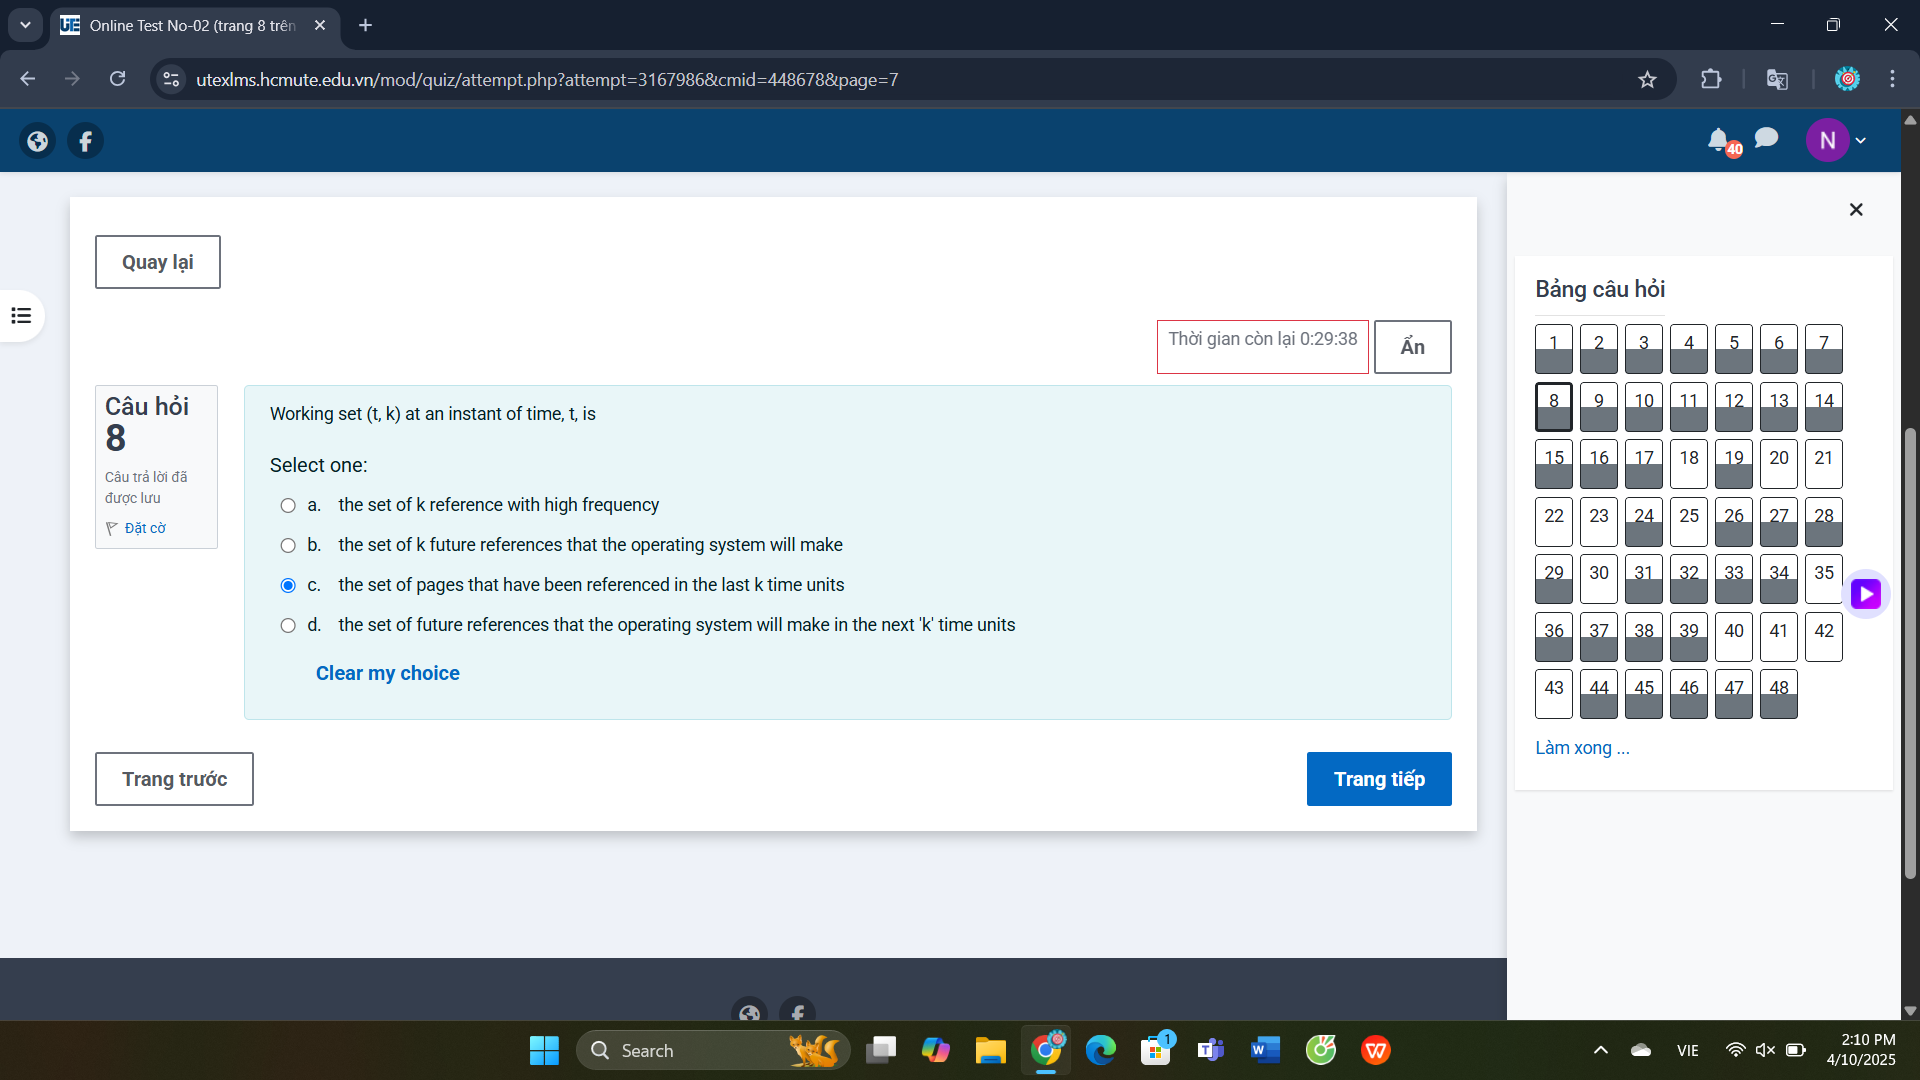 Online Test No-02 (trang 8 trên
utexlms.hcmute.edu.vn/mod/quiz/attempt.php?attempt=3167986&cmid=448678&page=7
40
N
Quay lại
Thời gian còn lại 0:29:38
Ẩn
Câu hỏi
8
Câu trả lời đã
được lưu
Đặt cờ
Working set (t, k) at an instant of time, t, is
Select one:
a. the set of k reference with high frequency
b. the set of k future references that the operating system will make
c. the set of pages that have been referenced in the last k time units
d. the set of future references that the operating system will make in the next 'k' time units
Clear my choice
Trang trước
Trang tiếp
Bảng câu hỏi
1 2 3 4 5 6 7
8 9 10 11 12 13 14
15 16 17 18 19 20 21
22 23 24 25 26 27 28
29 30 31 32 33 34 35
36 37 38 39 40 41 42
43 44 45 46 47 48
Làm xong ...
Search
1
VIE
2:10 PM
4/10/2025